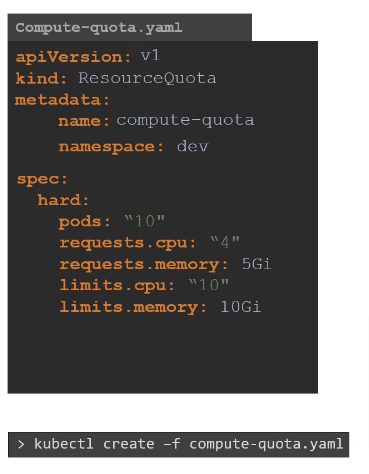 Compute-quota.yaml
apiVersion: v1
kind: ResourceQuota
metadata:
name: compute-quota
namespace: dev
spec:
hard:
pods: “10"
requests.cpu: “4"
requests.memory: 5Gi
limits.cpu: “10"
limits.memory: 10Gi
> kubectl create –f compute-quota.yaml